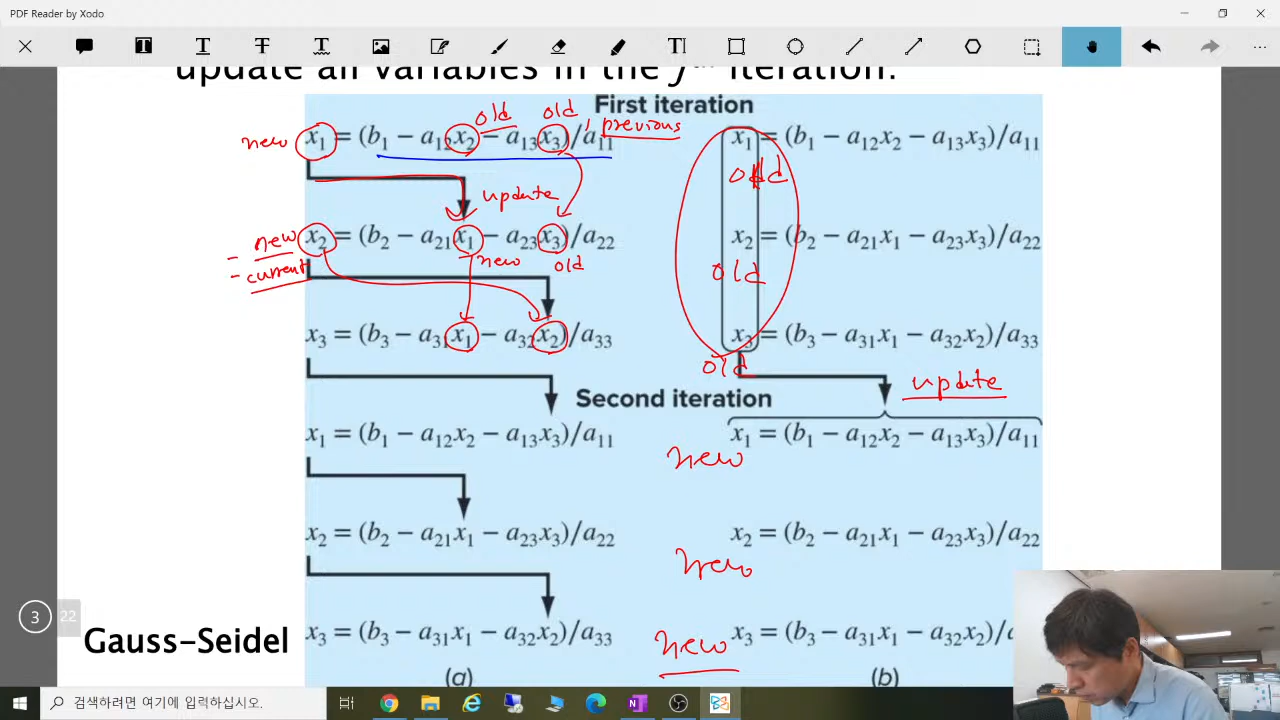 PDF Reader by Xodo
update all variables in the j
iteration.
First iteration
old old
new x₁ = (b₁ − a₁₂x₂ − a₁₃x₃)/a₁₁ previous
x₁ = (b₁ − a₁₂x₂ − a₁₃x₃)/a₁₁
old
update
new x₂ = (b₂ − a₂₁x₁ − a₂₃x₃)/a₂₂
x₂ = (b₂ − a₂₁x₁ − a₂₃x₃)/a₂₂
- current
new old
old
x₃ = (b₃ − a₃₁x₁ − a₃₂x₂)/a₃₃
x₃ = (b₃ − a₃₁x₁ − a₃₂x₂)/a₃₃
old
update
Second iteration
x₁ = (b₁ − a₁₂x₂ − a₁₃x₃)/a₁₁
x₁ = (b₁ − a₁₂x₂ − a₁₃x₃)/a₁₁
new
x₂ = (b₂ − a₂₁x₁ − a₂₃x₃)/a₂₂
x₂ = (b₂ − a₂₁x₁ − a₂₃x₃)/a₂₂
new
3 22
Gauss-Seidel
x₃ = (b₃ − a₃₁x₁ − a₃₂x₂)/a₃₃
new x₃ = (b₃ − a₃₁x₁ − a₃₂x₂)/
(a) (b)
검색하려면 여기에 입력하십시오.